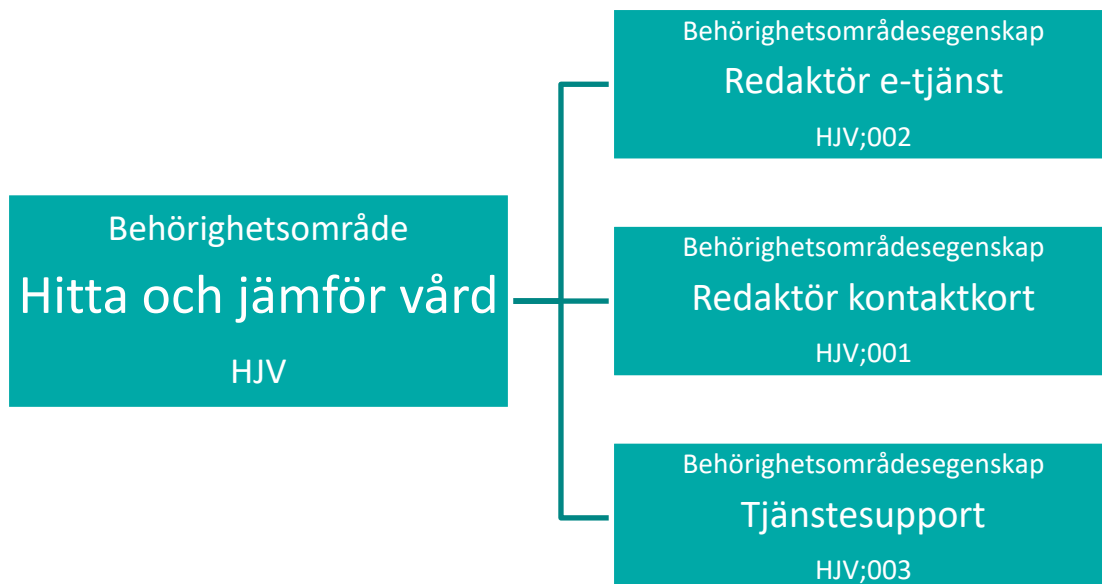 Behörighetsområde
Hitta och jämför vård
HJV
Behörighetsområdesegenskap
Redaktör e-tjänst
HJV;002
Behörighetsområdesegenskap
Redaktör kontaktkort
HJV;001
Behörighetsområdesegenskap
Tjänstesupport
HJV;003